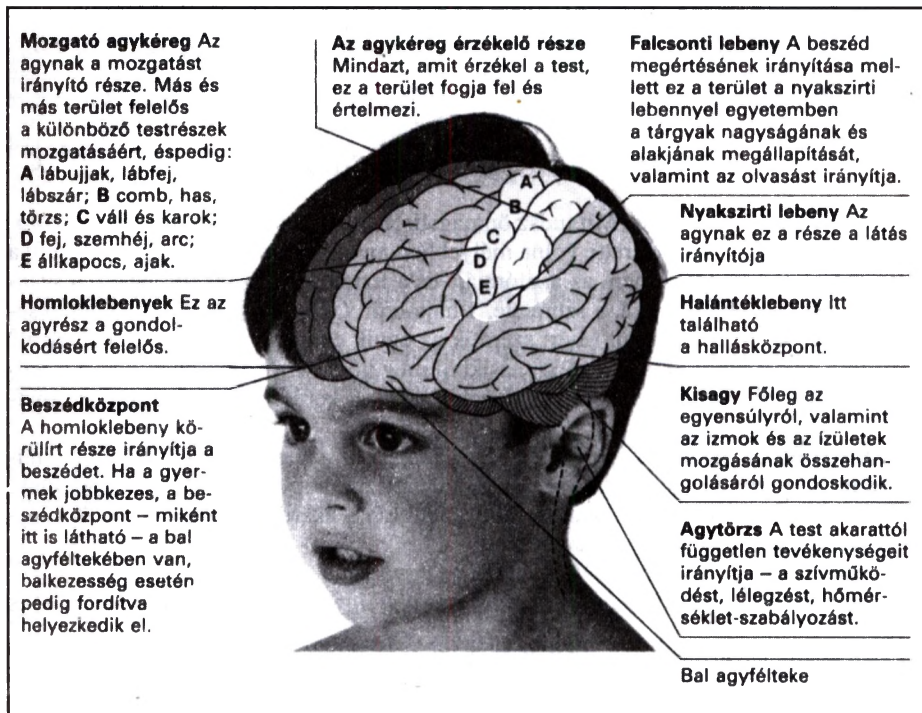 Mozgató agykéreg Az
agynak a mozgatást
irányító része. Más és
más terület felelős
a különböző testrészek
mozgatásáért, éspedig:
A lábujjak, lábfej,
lábszár; B comb, has,
törzs; C váll és karok;
D fej, szemhéj, arc;
E állkapocs, ajak.
Homloklebenyek Ez az
agyrész a gondol-
kodásért felelős.
Beszédközpont
A homloklebeny kö-
rülírt része irányítja a
beszédet. Ha a gyer-
mek jobbkezes, a be-
szédközpont – miként
itt is látható – a bal
agyféltekében van,
balkezesség esetén
pedig fordítva
helyezkedik el.
Az agykéreg érzékelő része
Mindazt, amit érzékel a test,
ez a terület fogja fel és
értelmezi.
A
B
C
D
E
Falcsonti lebeny A beszéd
megértésének irányítása mel-
lett ez a terület a nyakszirti
lebennyel egyetemben
a tárgyak nagyságának és
alakjának megállapítását,
valamint az olvasást irányítja.
Nyakszirti lebeny Az
agynak ez a része a látás
irányítója
Halántéklebeny Itt
található
a hallásközpont.
Kisagy Főleg az
egyensúlyról, valamint
az izmok és az ízületek
mozgásának összehan-
golásáról gondoskodik.
Agytörzs A test akarattól
független tevékenységeit
irányítja – a szívműkö-
dést, lélegzést, hőmér-
séklet-szabályozást.
Bal agyfélteke